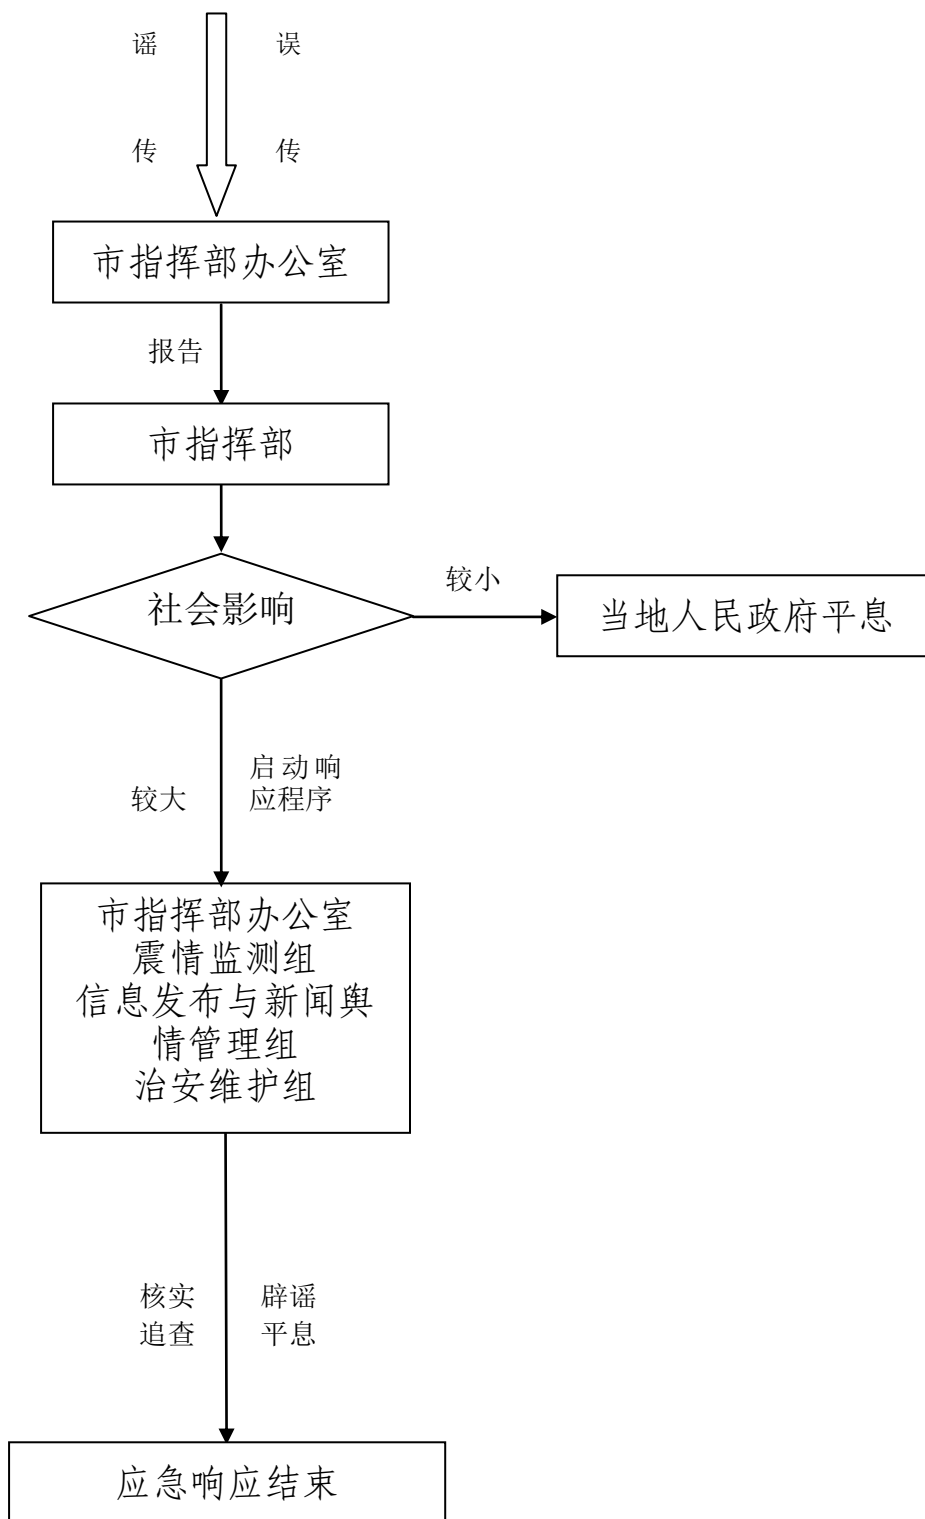 谣 误
传 传
市指挥部办公室
报告
市指挥部
社会影响
较小
当地人民政府平息
较大
启动响
应程序
市指挥部办公室
震情监测组
信息发布与新闻舆
情管理组
治安维护组
核实
追查
辟谣
平息
应急响应结束